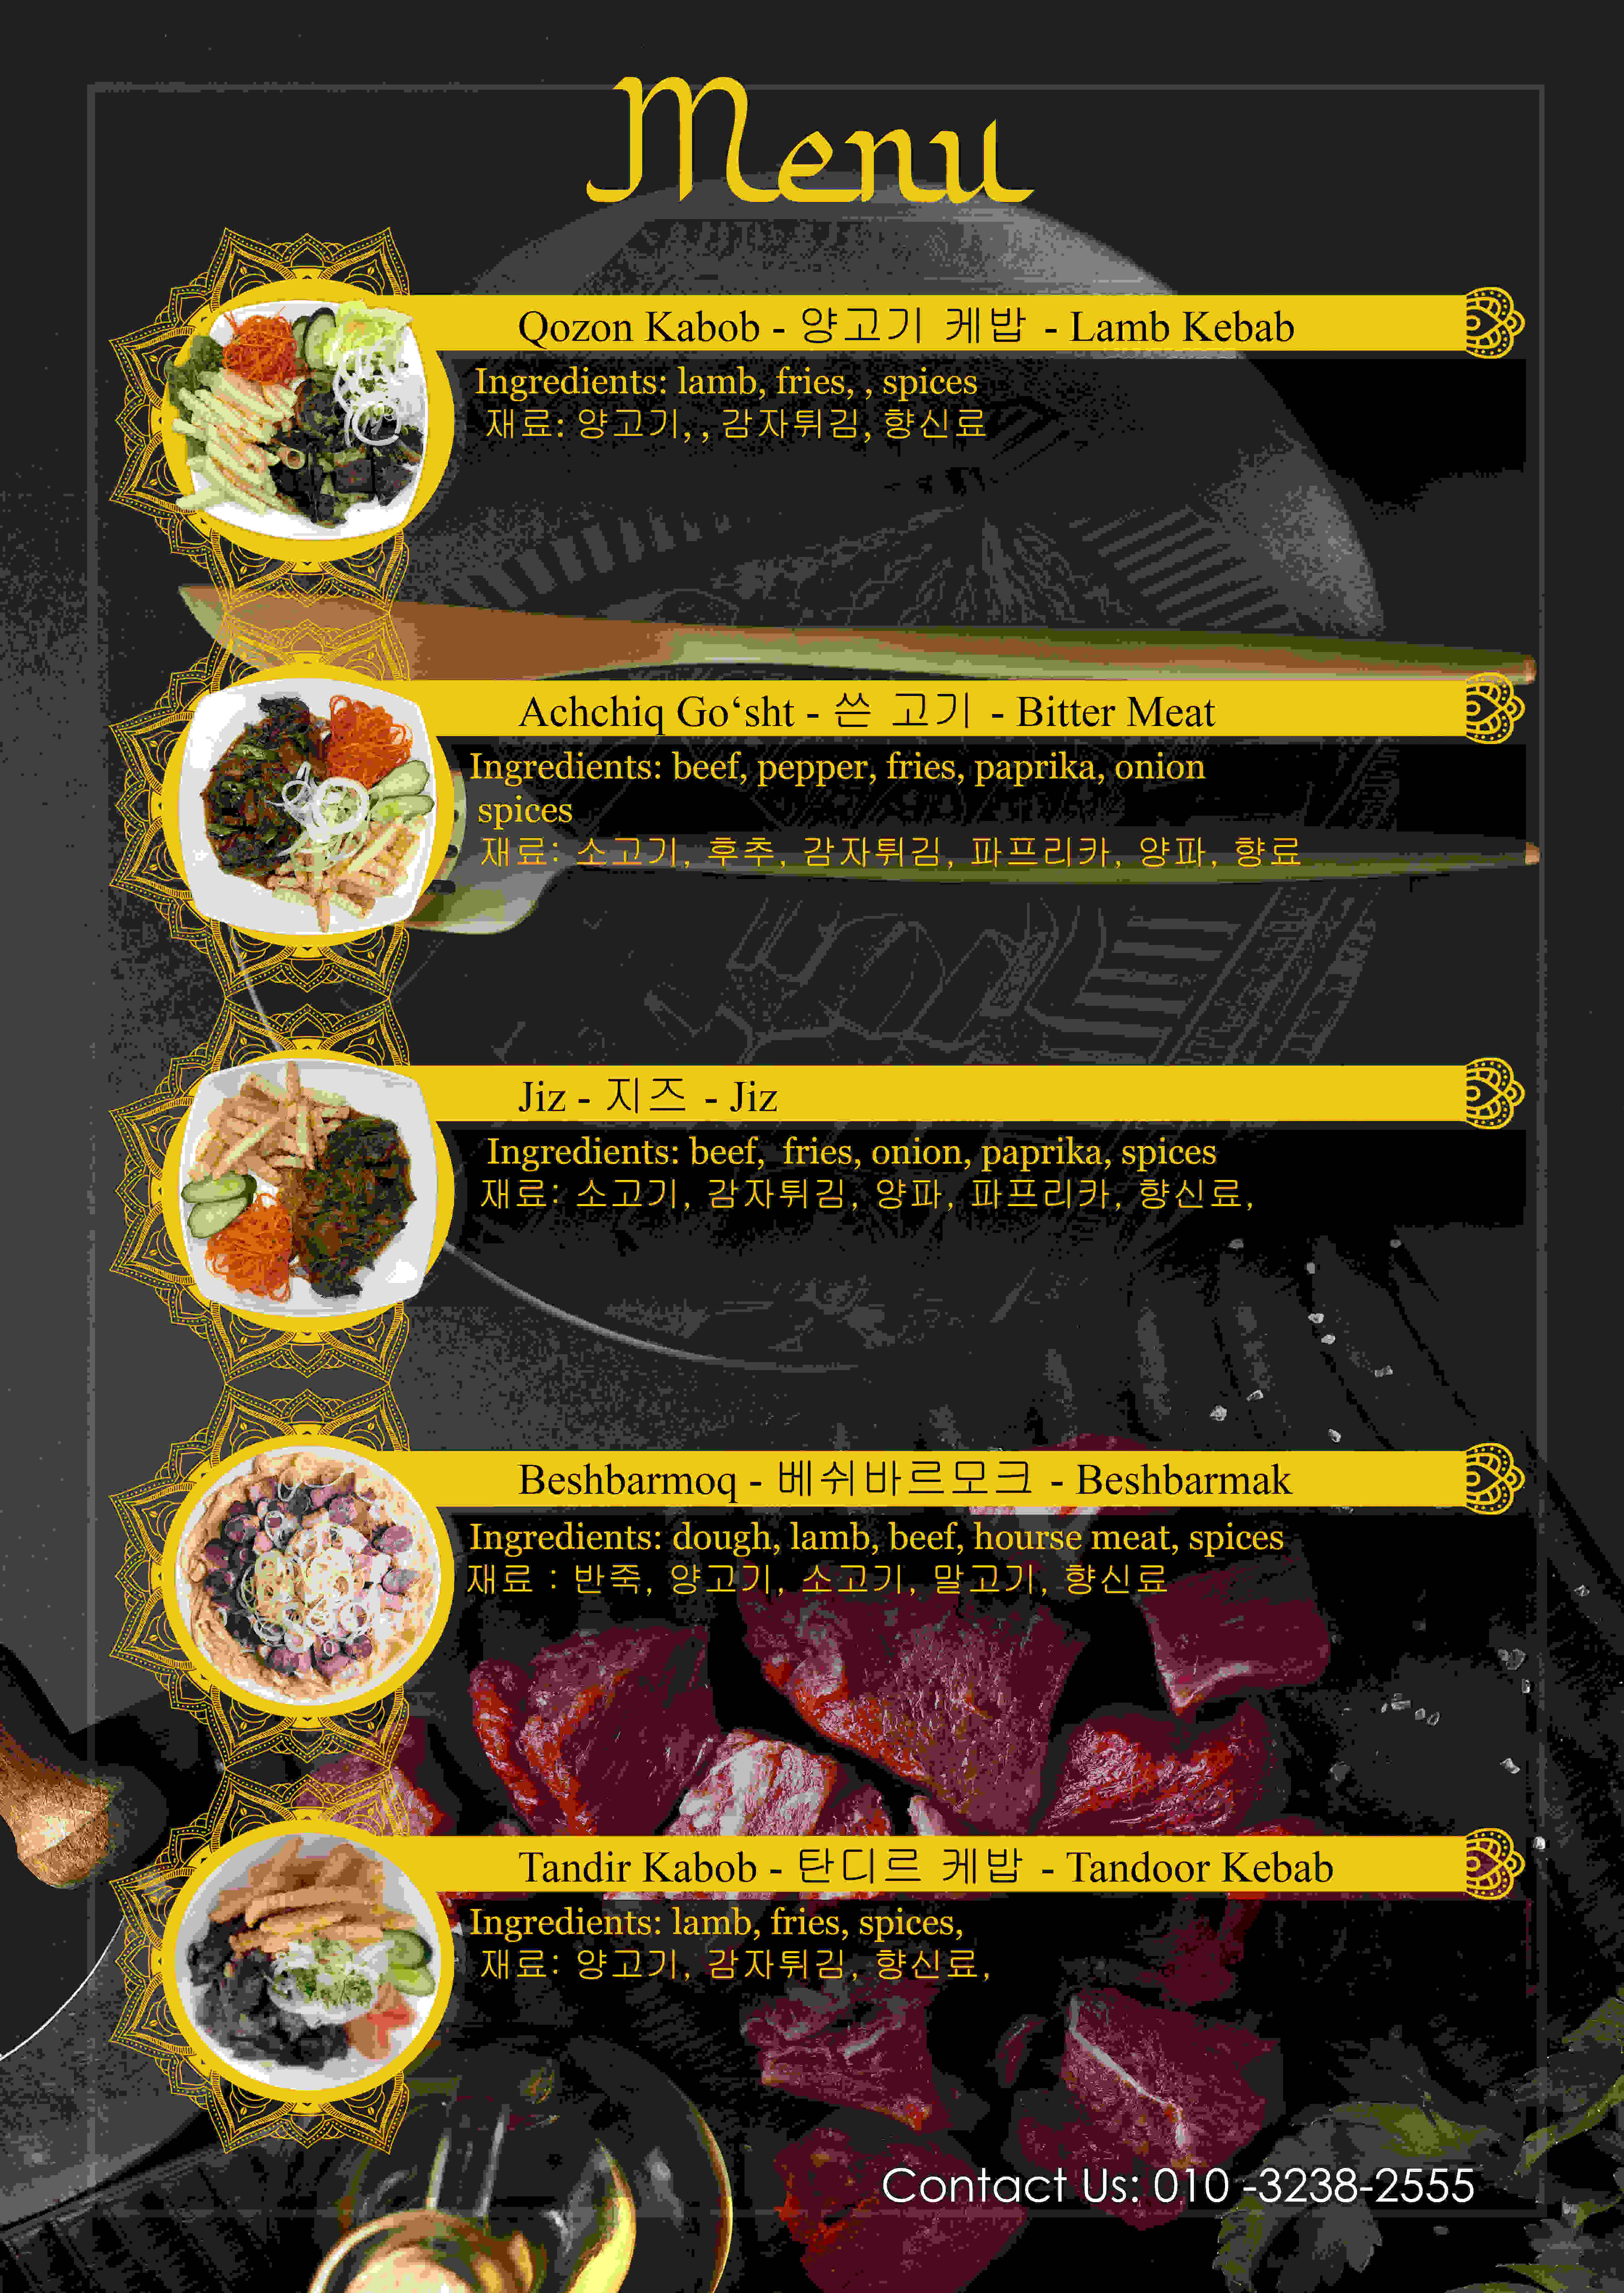 Menu
Qozon Kabob - 양고기 케밥 - Lamb Kebab
Ingredients: lamb, fries, , spices
재료: 양고기, , 감자튀김, 향신료
Achchiq Go‘sht - 쓴 고기 - Bitter Meat
Ingredients: beef, pepper, fries, paprika, onion
spices
재료: 소고기, 후추, 감자튀김, 파프리카, 양파, 향료
Jiz - 지즈 - Jiz
Ingredients: beef, fries, onion, paprika, spices
재료: 소고기, 감자튀김, 양파, 파프리카, 향신료,
Beshbarmoq - 베쉬바르모크 - Beshbarmak
Ingredients: dough, lamb, beef, hourse meat, spices
재료 : 반죽, 양고기, 소고기, 말고기, 향신료
Tandir Kabob - 탄디르 케밥 - Tandoor Kebab
Ingredients: lamb, fries, spices,
재료: 양고기, 감자튀김, 향신료,
Contact Us: 010 -3238-2555